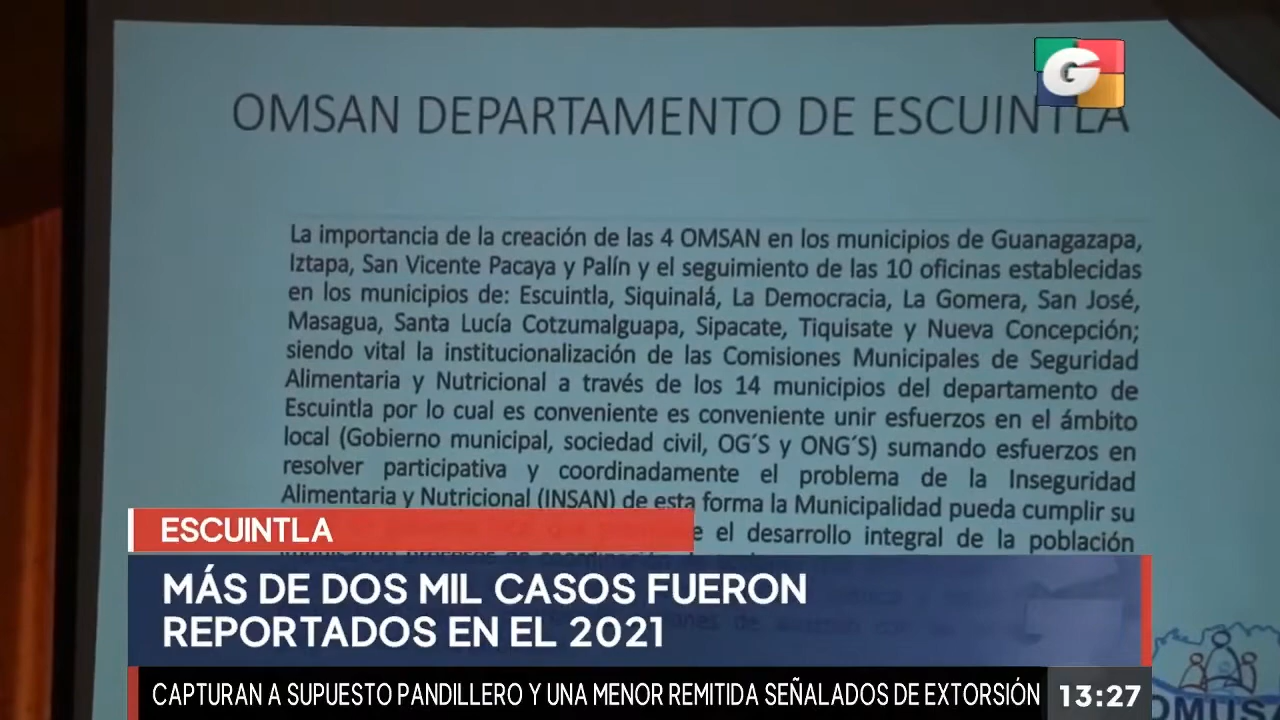 G
OMSAN DEPARTAMENTO DE ESCUINTLA
La importancia de la creación de las 4 OMSAN en los municipios de Guanagazapa,
Iztapa, San Vicente Pacaya y Palín y el seguimiento de las 10 oficinas establecidas
en los municipios de: Escuintla, Siquinalá, La Democracia, La Gomera, San José,
Masagua, Santa Lucía Cotzumalguapa, Sipacate, Tiquisate y Nueva Concepción;
siendo vital la institucionalización de las Comisiones Municipales de Seguridad
Alimentaria y Nutricional a través de los 14 municipios del departamento de
Escuintla por lo cual es conveniente es conveniente unir esfuerzos en el ámbito
local (Gobierno municipal, sociedad civil, OG´S y ONG´S) sumando esfuerzos en
resolver participativa y coordinadamente el problema de la Inseguridad
Alimentaria y Nutricional (INSAN) de esta forma la Municipalidad pueda cumplir su
el desarrollo integral de la población
ESCUINTLA
MÁS DE DOS MIL CASOS FUERON
REPORTADOS EN EL 2021
CAPTURAN A SUPUESTO PANDILLERO Y UNA MENOR REMITIDA SEÑALADOS DE EXTORSIÓN 13:27